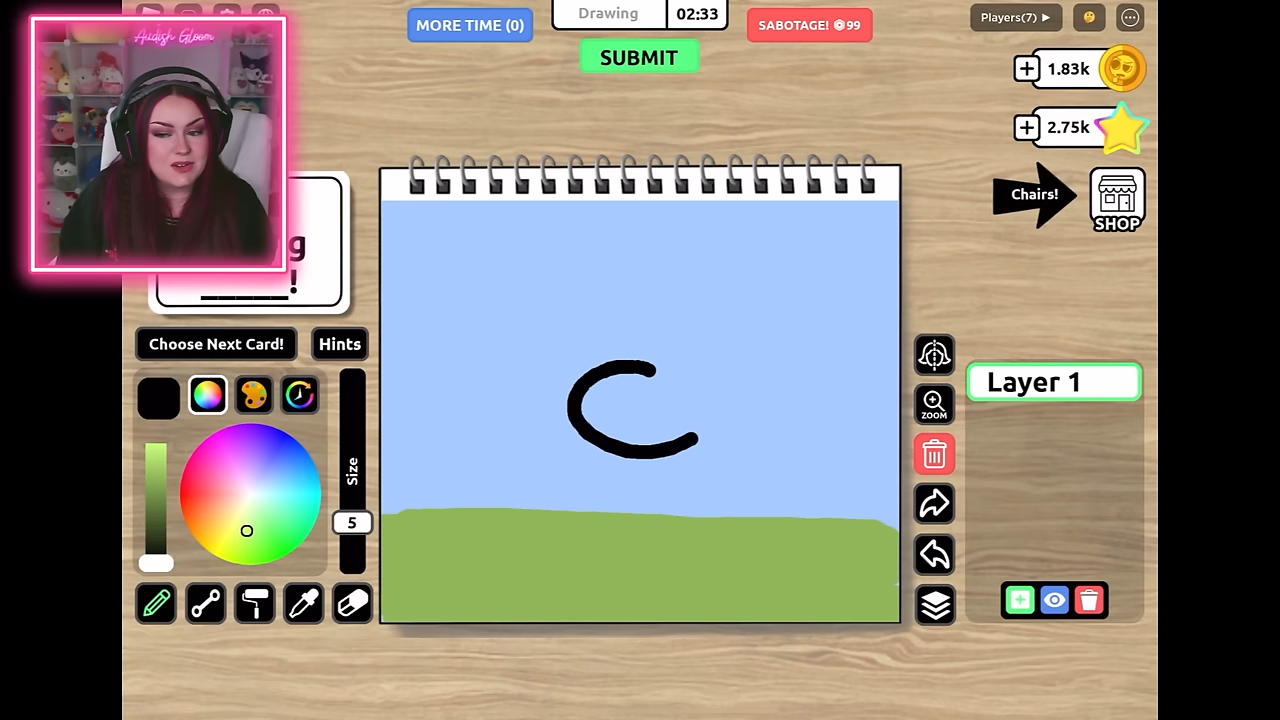 Audish Gloom
MORE TIME (0)
Drawing
02:33
SABOTAGE! 99
Players(7)
SUBMIT
1.83k
2.75k
Chairs!
SHOP
g
!
Choose Next Card!
Hints
Size
5
ZOOM
Layer 1